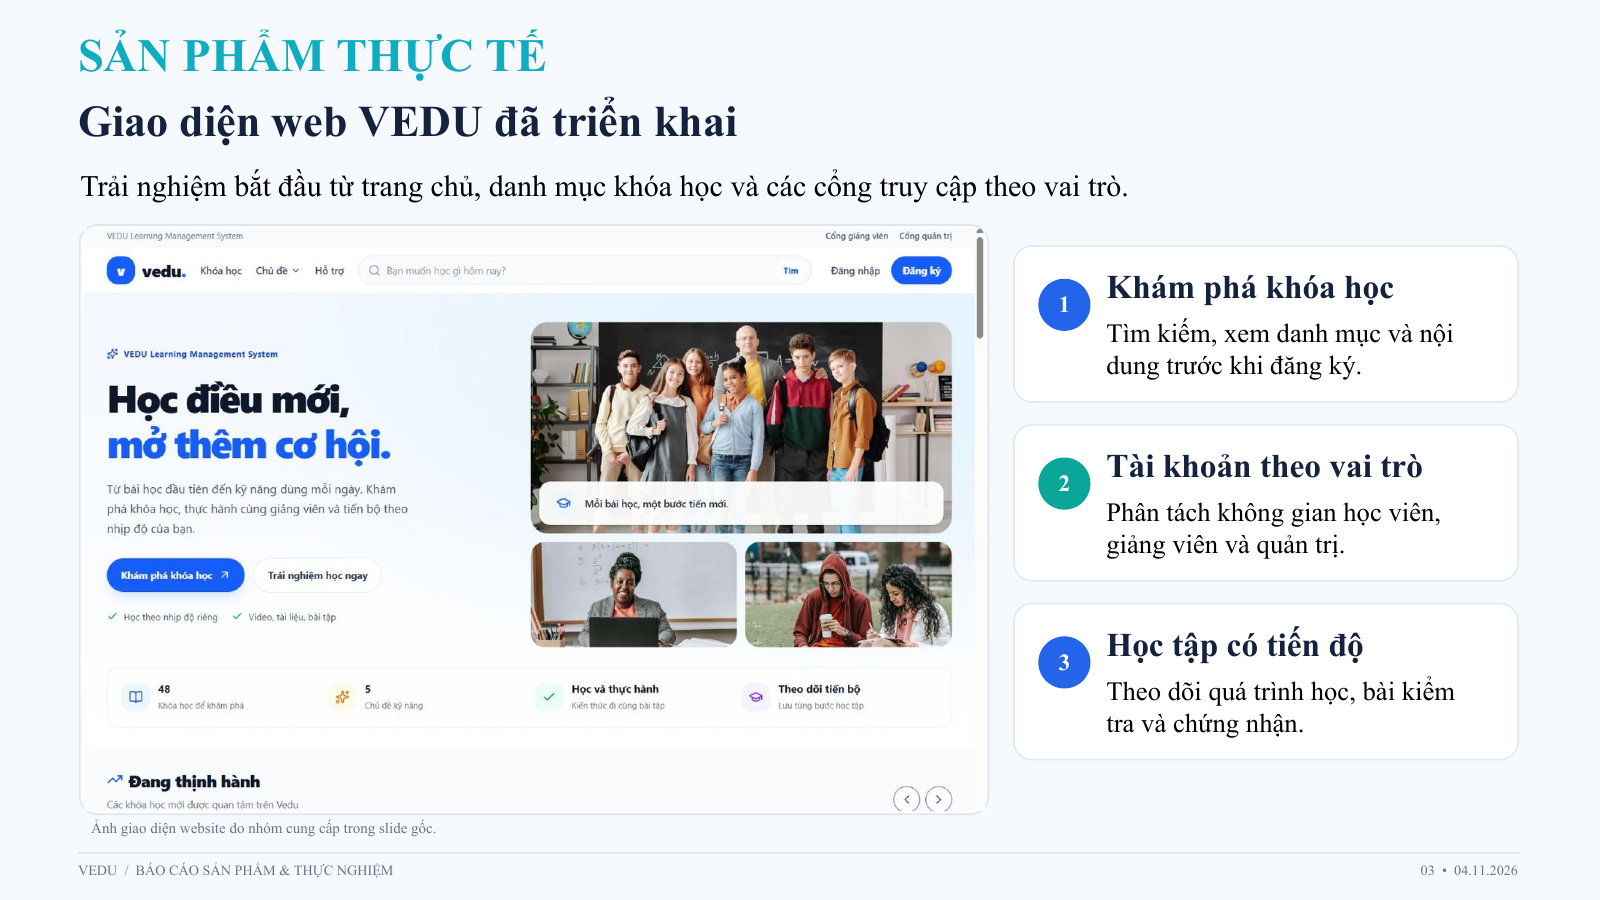 SẢN PHẨM THỰC TẾ
Giao diện web VEDU đã triển khai
Trải nghiệm bắt đầu từ trang chủ, danh mục khóa học và các cổng truy cập theo vai trò.
VEDU Learning Management System
Cổng giảng viên Cổng quản trị
v vedu. Khóa học Chủ đề Hỗ trợ Bạn muốn học gì hôm nay? Tìm Đăng nhập Đăng ký
VEDU Learning Management System
Học điều mới,
mở thêm cơ hội.
Từ bài học đầu tiên đến kỹ năng dùng mỗi ngày. Khám
phá khóa học, thực hành cùng giảng viên và tiến bộ theo
nhịp độ của bạn.
Khám phá khóa học Trải nghiệm học ngay
Học theo nhịp độ riêng Video, tài liệu, bài tập
Mỗi bài học, một bước tiến mới.
48
Khóa học để khám phá
5
Chủ đề kỹ năng
Học và thực hành
Kiến thức đi cùng bài tập
Theo dõi tiến bộ
Lưu từng bước học tập
Đang thịnh hành
Các khóa học mới được quan tâm trên Vedu
Ảnh giao diện website do nhóm cung cấp trong slide gốc.
1
Khám phá khóa học
Tìm kiếm, xem danh mục và nội
dung trước khi đăng ký.
2
Tài khoản theo vai trò
Phân tách không gian học viên,
giảng viên và quản trị.
3
Học tập có tiến độ
Theo dõi quá trình học, bài kiểm
tra và chứng nhận.
VEDU / BÁO CÁO SẢN PHẨM & THỰC NGHIỆM
03 • 04.11.2026